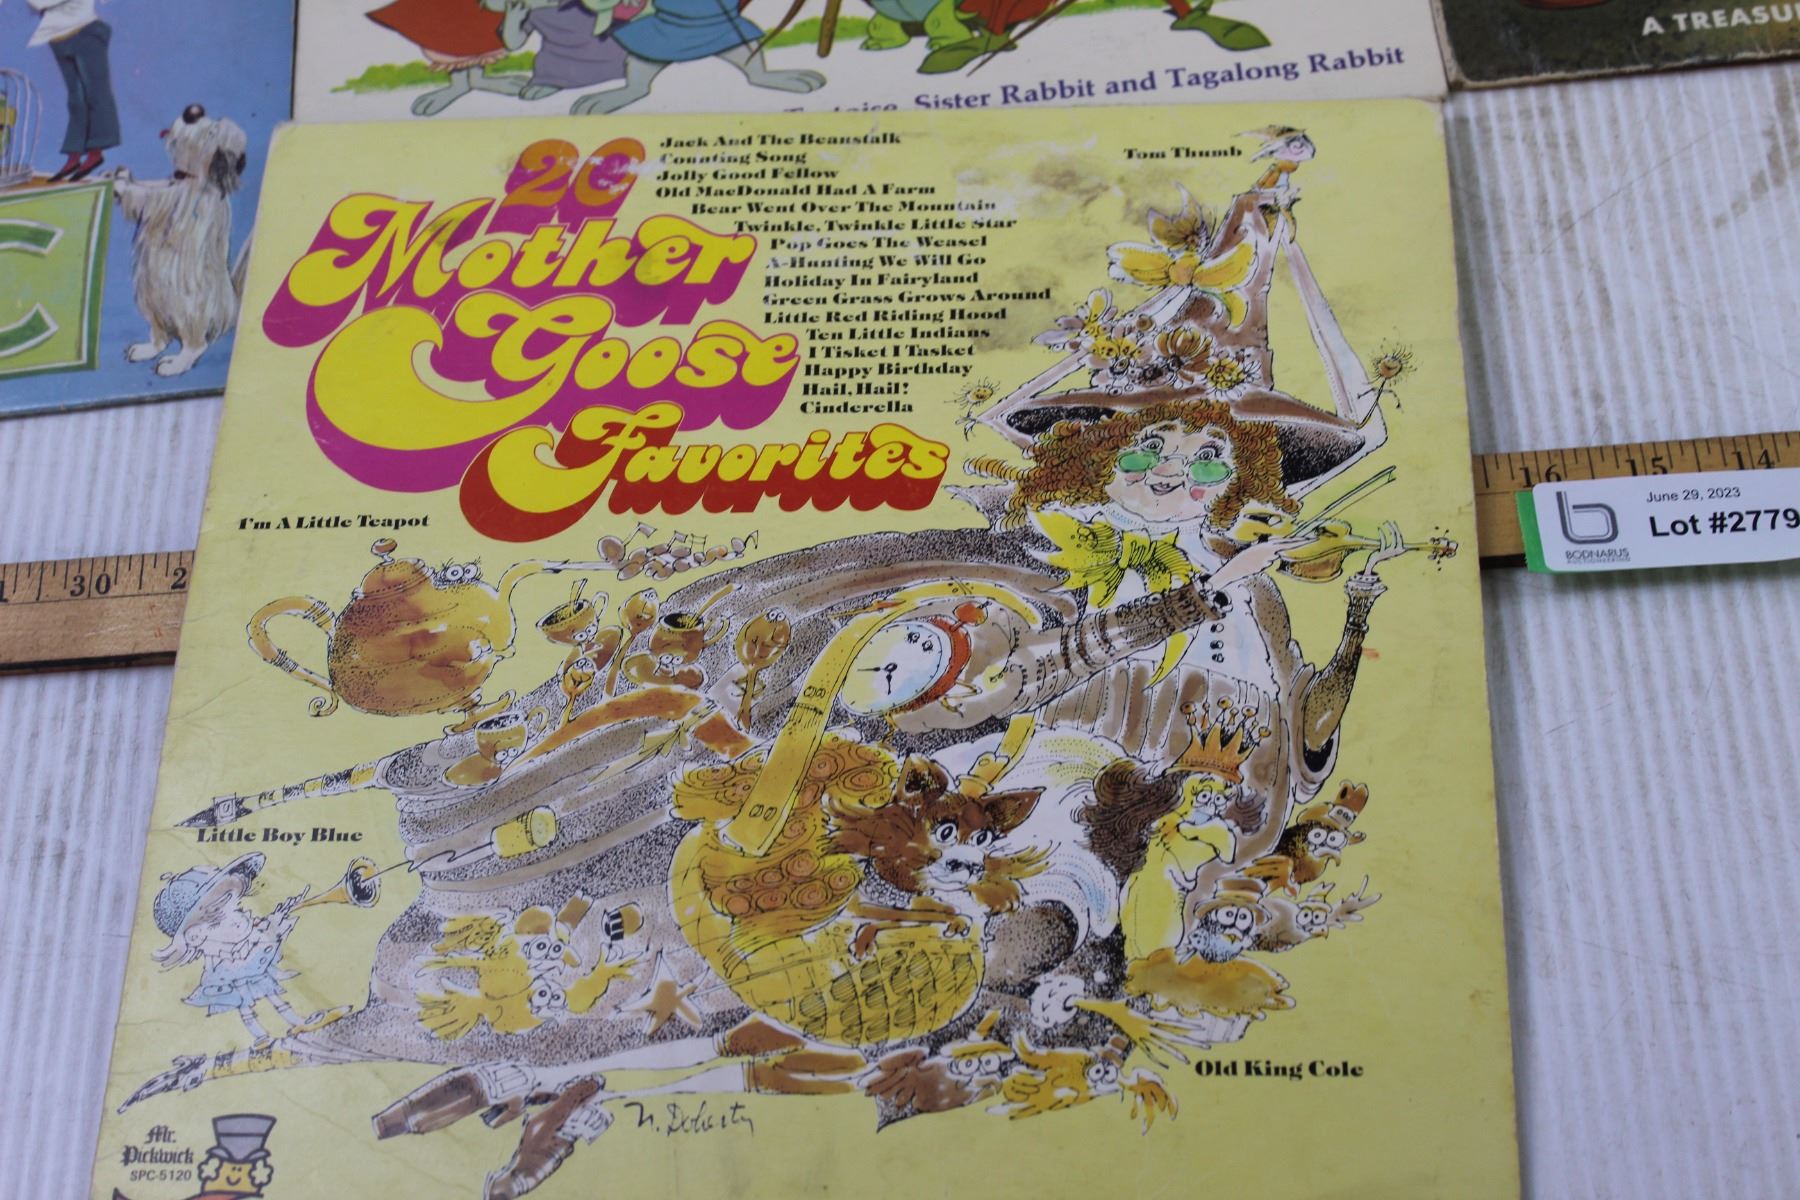 A TREASU
Sister Rabbit and Tagalong Rabbit
20
Mother
Goose
Favorites
Jack And The Beanstalk
Counting Song
Jolly Good Fellow
Old MacDonald Had A Farm
Bear Went Over The Mountain
Twinkle, Twinkle Little Star
Pop Goes The Weasel
A-Hunting We Will Go
Holiday In Fairyland
Green Grass Grows Around
Little Red Riding Hood
Ten Little Indians
I Tisket I Tasket
Happy Birthday
Hail, Hail!
Cinderella
Tom Thumb
I'm A Little Teapot
Little Boy Blue
Old King Cole
N. Doherty
Mr.
Pickwick
SPC-5120
30 2
16 15 14
June 29, 2023
Lot #2779
BODNARUS
AUCTIONEERING
C